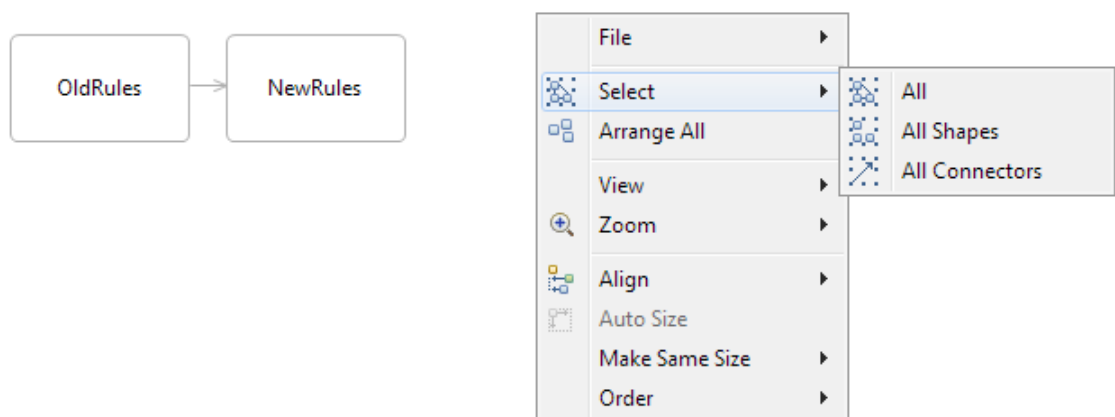 OldRules
NewRules
File
Select
Arrange All
View
Zoom
Align
Auto Size
Make Same Size
Order
All
All Shapes
All Connectors